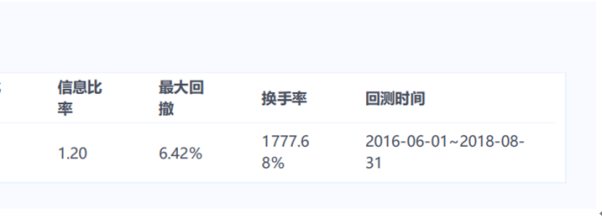 信息比
率
最大回
撤
换手率
回测时间
1.20
6.42%
1777.6
8%
2016-06-01~2018-08-
31